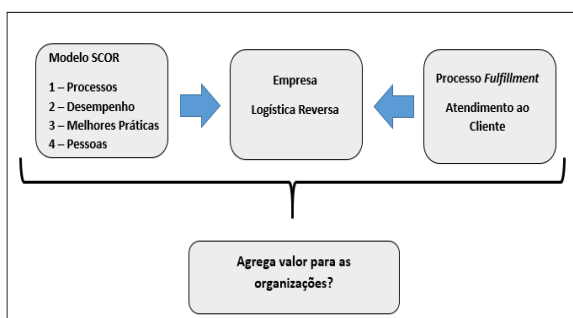 Modelo SCOR
1 – Processos
2 – Desempenho
3 – Melhores Práticas
4 – Pessoas
Empresa
Logística Reversa
Processo Fulfillment
Atendimento ao
Cliente
Agrega valor para as
organizações?